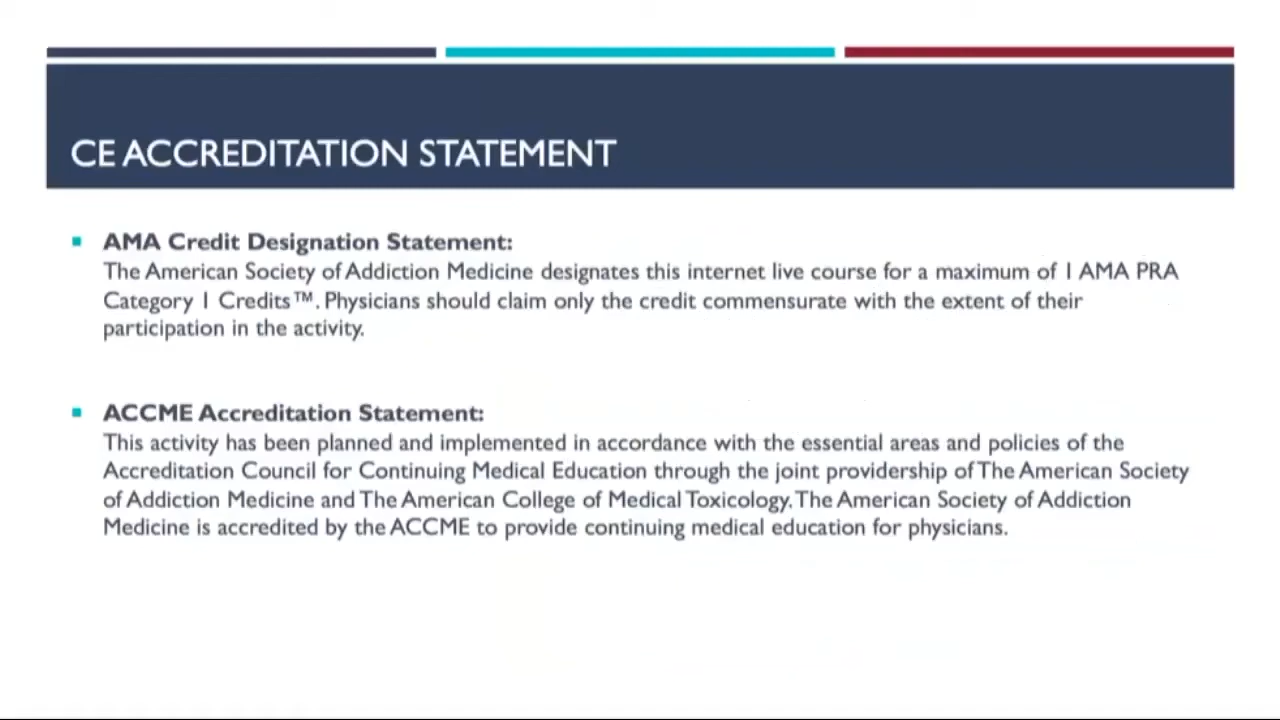 CE ACCREDITATION STATEMENT
AMA Credit Designation Statement:
The American Society of Addiction Medicine designates this internet live course for a maximum of 1 AMA PRA
Category 1 Credits™. Physicians should claim only the credit commensurate with the extent of their
participation in the activity.
ACCME Accreditation Statement:
This activity has been planned and implemented in accordance with the essential areas and policies of the
Accreditation Council for Continuing Medical Education through the joint providership of The American Society
of Addiction Medicine and The American College of Medical Toxicology. The American Society of Addiction
Medicine is accredited by the ACCME to provide continuing medical education for physicians.